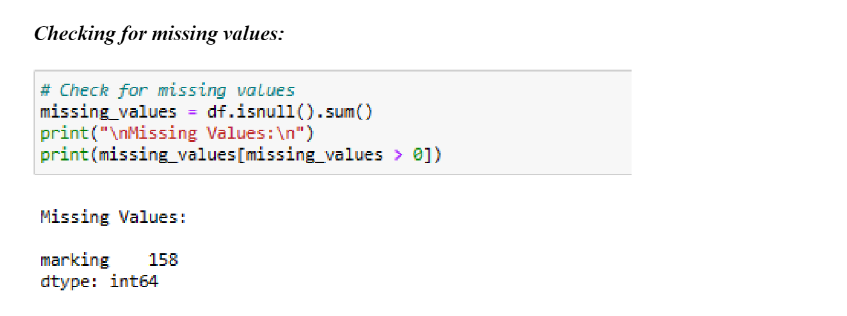 Checking for missing values:
# Check for missing values
missing_values = df.isnull().sum()
print("\nMissing Values:\n")
print(missing_values[missing_values > 0])
Missing Values:
marking    158
dtype: int64